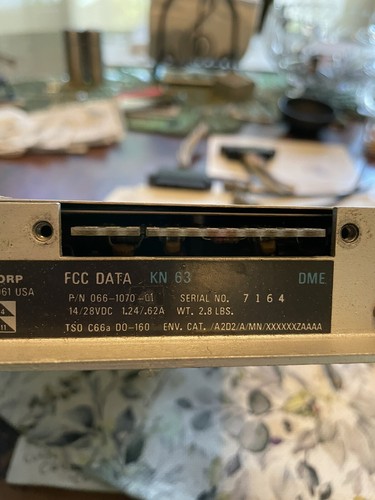 ORP FCC DATA KN 63 DME
061 USA
P/N 066-1070-01 SERIAL NO. 7164
14/28VDC 1.24/.62A WT. 2.8 LBS.
TSO C66a DO-160 ENV. CAT. /A2D2/A/MN/XXXXXXZAAAA